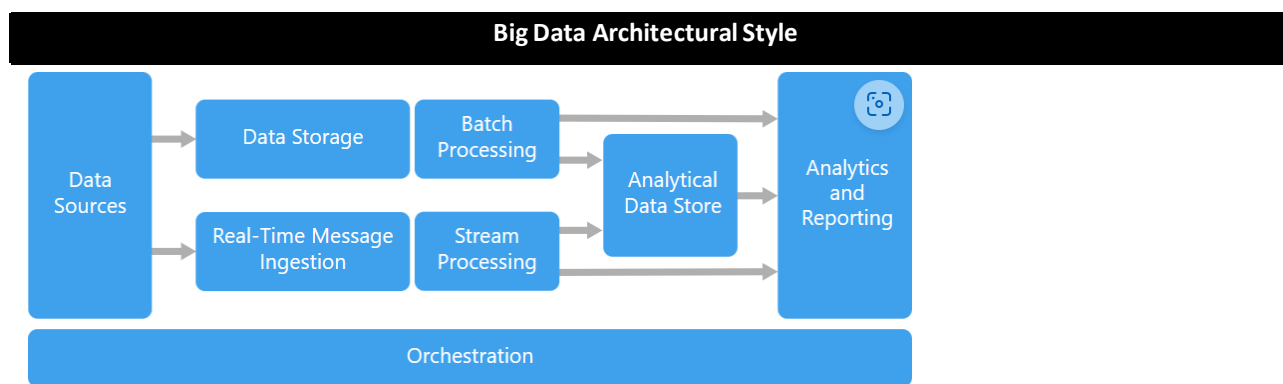 Big Data Architectural Style
Data
Sources
Data Storage
Batch
Processing
Real-Time Message
Ingestion
Stream
Processing
Analytical
Data Store
Analytics
and
Reporting
Orchestration